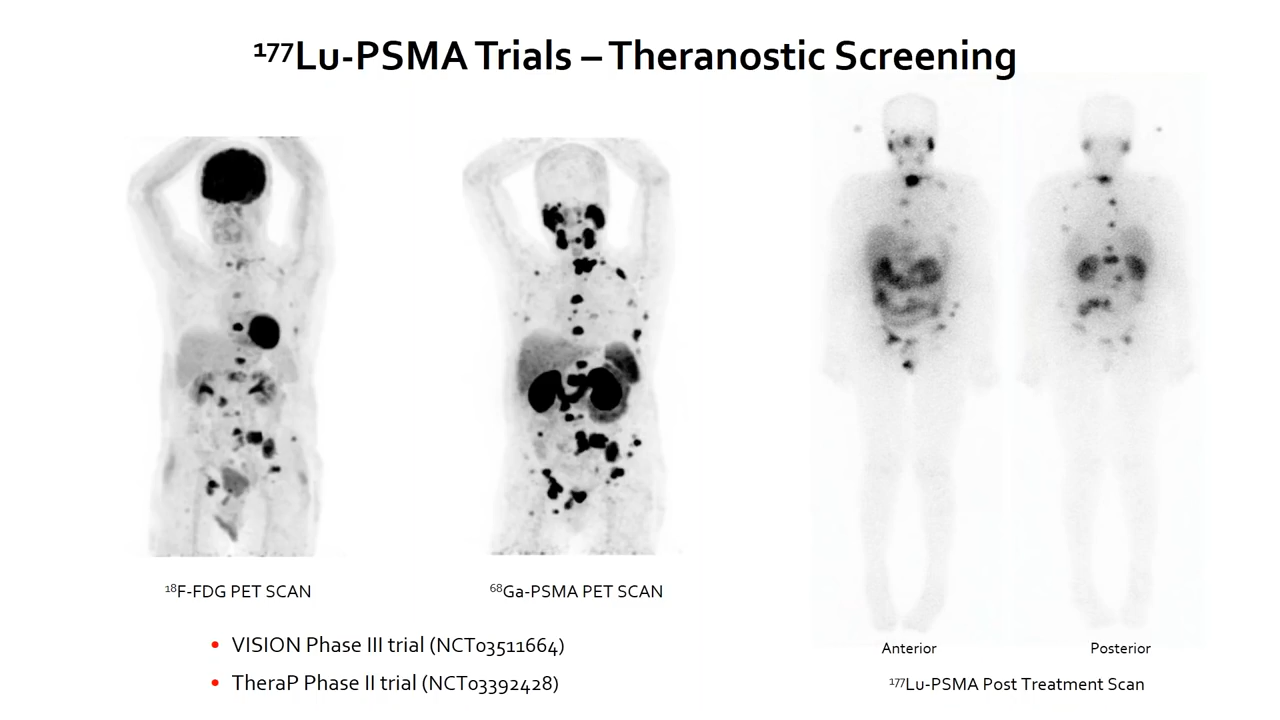 ¹⁷⁷Lu-PSMA Trials – Theranostic Screening
¹⁸F-FDG PET SCAN
⁶⁸Ga-PSMA PET SCAN
• VISION Phase III trial (NCT03511664)
• TheraP Phase II trial (NCT03392428)
Anterior
Posterior
¹⁷⁷Lu-PSMA Post Treatment Scan